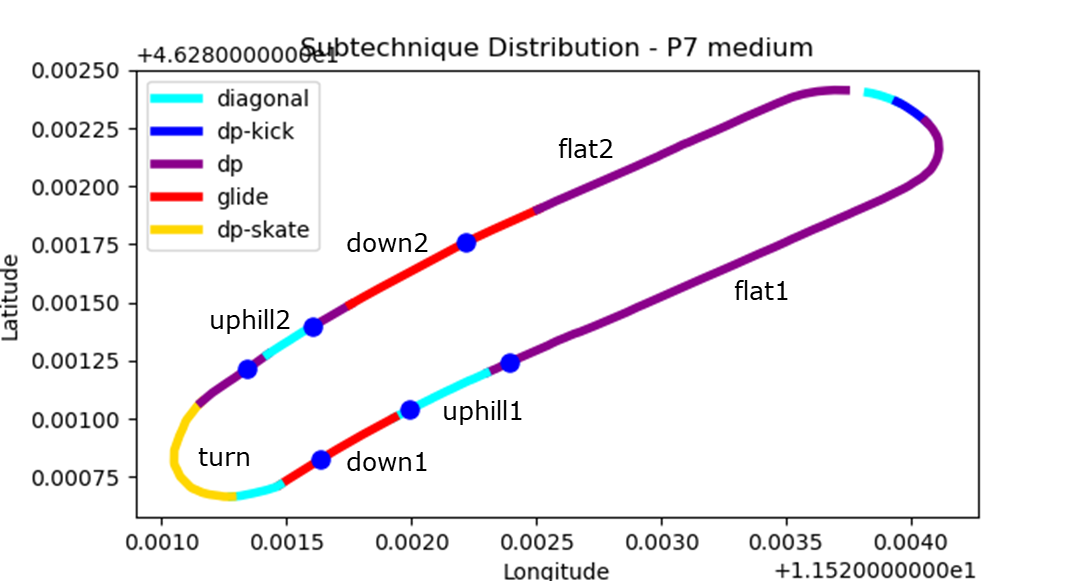 Subtechnique Distribution - P7 medium
+4.6280000000e1
0.00250
0.00225
0.00200
0.00175
0.00150
0.00125
0.00100
0.00075
Latitude
diagonal
dp-kick
dp
glide
dp-skate
flat2
down2
flat1
uphill2
uphill1
turn
down1
0.0010 0.0015 0.0020 0.0025 0.0030 0.0035 0.0040
Longitude
+1.1520000000e1